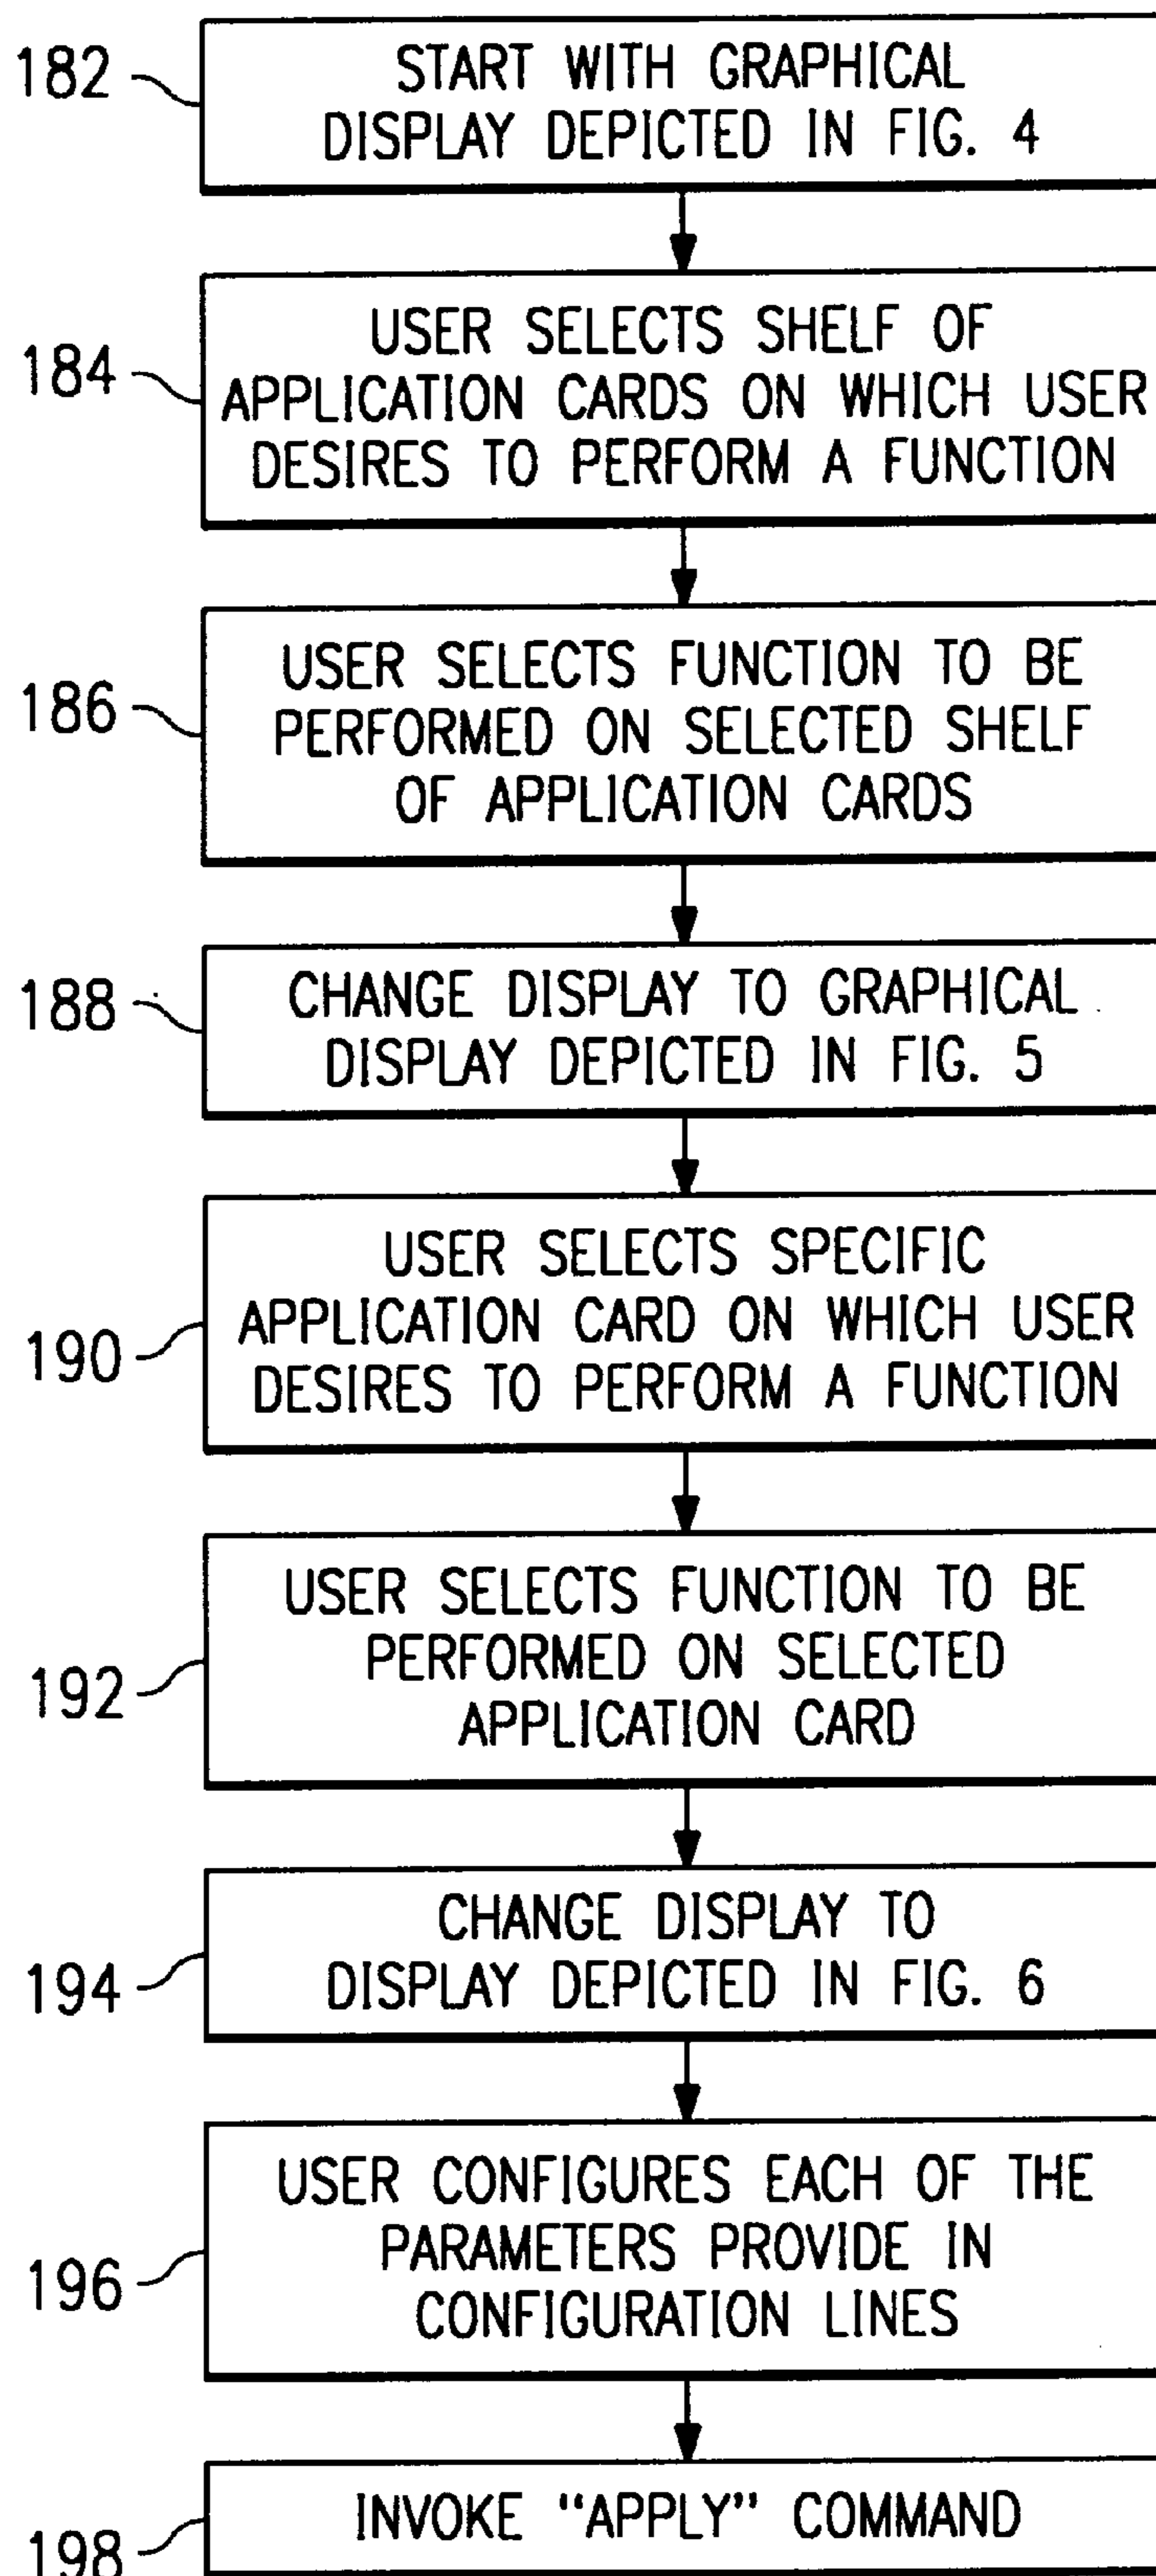 182
START WITH GRAPHICAL
DISPLAY DEPICTED IN FIG. 4
184
USER SELECTS SHELF OF
APPLICATION CARDS ON WHICH USER
DESIRES TO PERFORM A FUNCTION
186
USER SELECTS FUNCTION TO BE
PERFORMED ON SELECTED SHELF
OF APPLICATION CARDS
188
CHANGE DISPLAY TO GRAPHICAL
DISPLAY DEPICTED IN FIG. 5
190
USER SELECTS SPECIFIC
APPLICATION CARD ON WHICH USER
DESIRES TO PERFORM A FUNCTION
192
USER SELECTS FUNCTION TO BE
PERFORMED ON SELECTED
APPLICATION CARD
194
CHANGE DISPLAY TO
DISPLAY DEPICTED IN FIG. 6
196
USER CONFIGURES EACH OF THE
PARAMETERS PROVIDE IN
CONFIGURATION LINES
198
INVOKE “APPLY” COMMAND